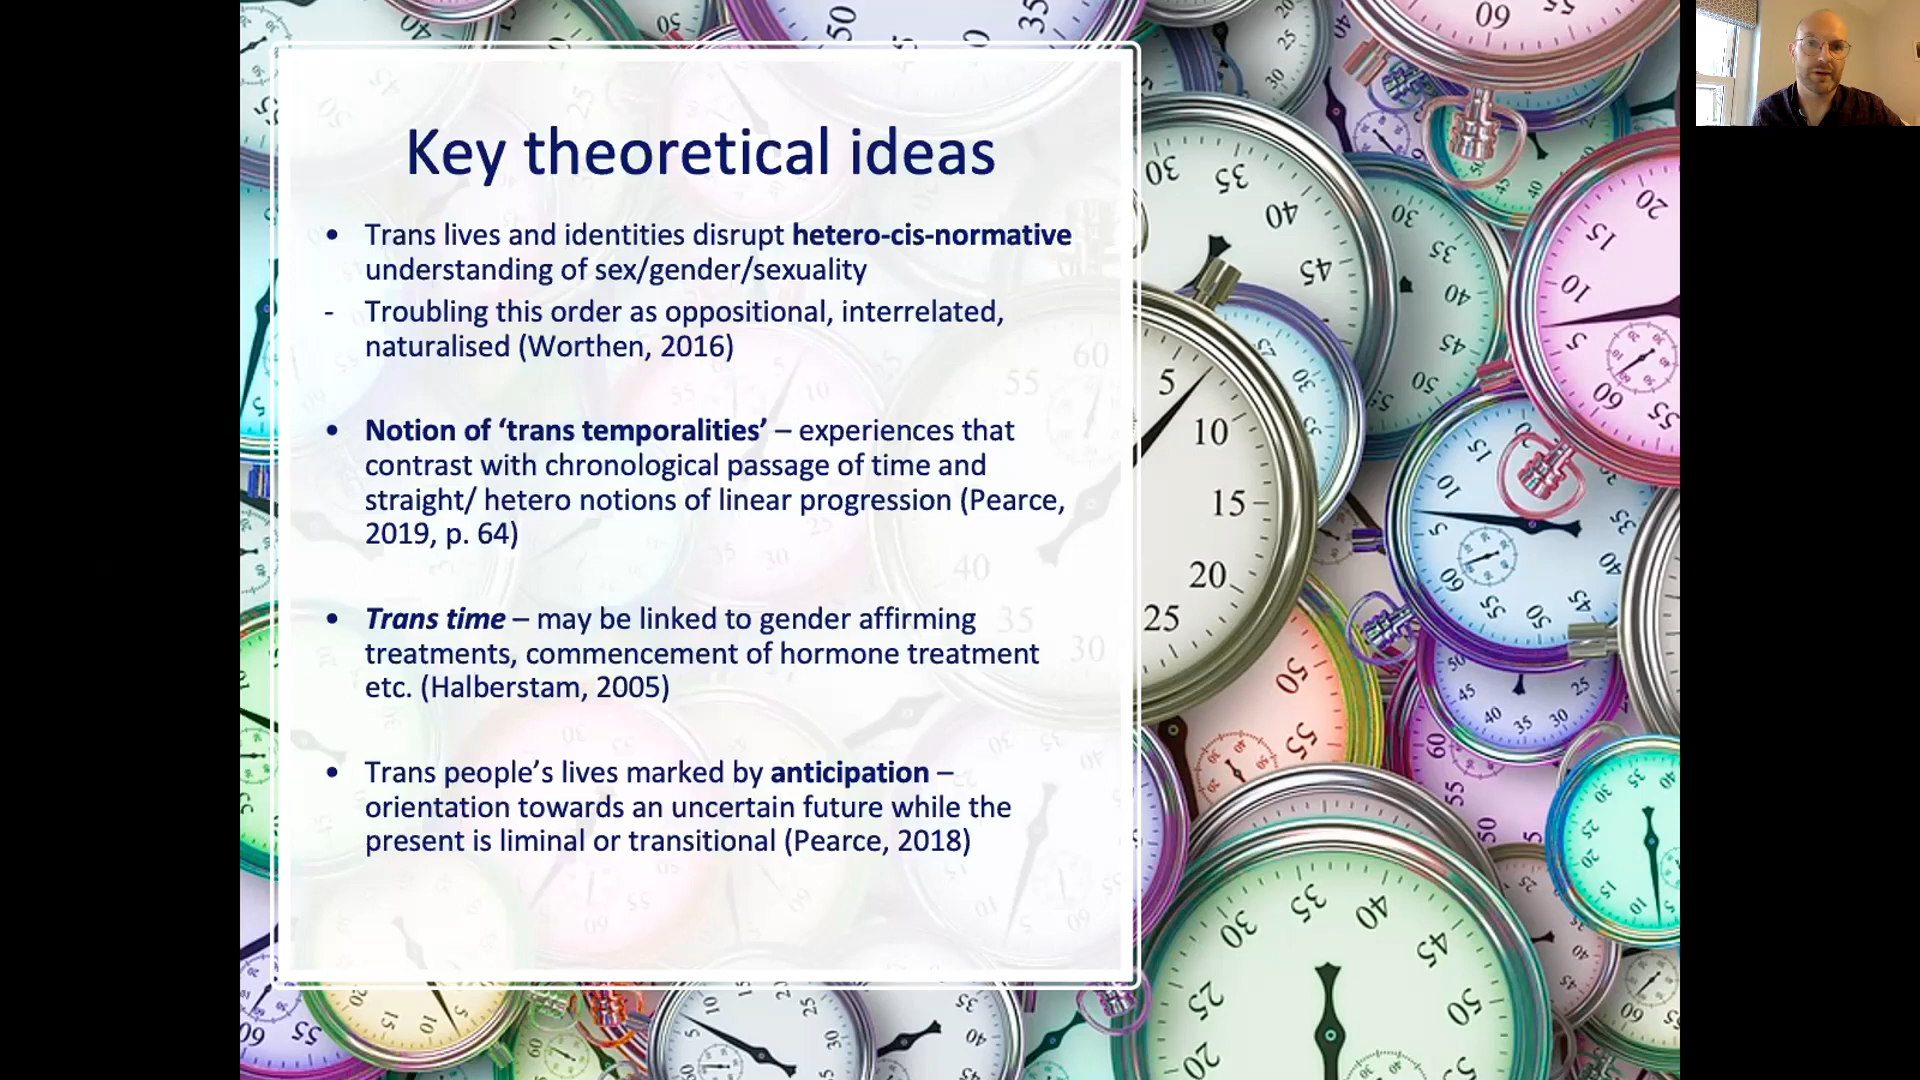 Key theoretical ideas
• Trans lives and identities disrupt hetero-cis-normative
understanding of sex/gender/sexuality
- Troubling this order as oppositional, interrelated,
naturalised (Worthen, 2016)
• Notion of ‘trans temporalities’ – experiences that
contrast with chronological passage of time and
straight/ hetero notions of linear progression (Pearce,
2019, p. 64)
• Trans time – may be linked to gender affirming
treatments, commencement of hormone treatment
etc. (Halberstam, 2005)
• Trans people’s lives marked by anticipation –
orientation towards an uncertain future while the
present is liminal or transitional (Pearce, 2018)